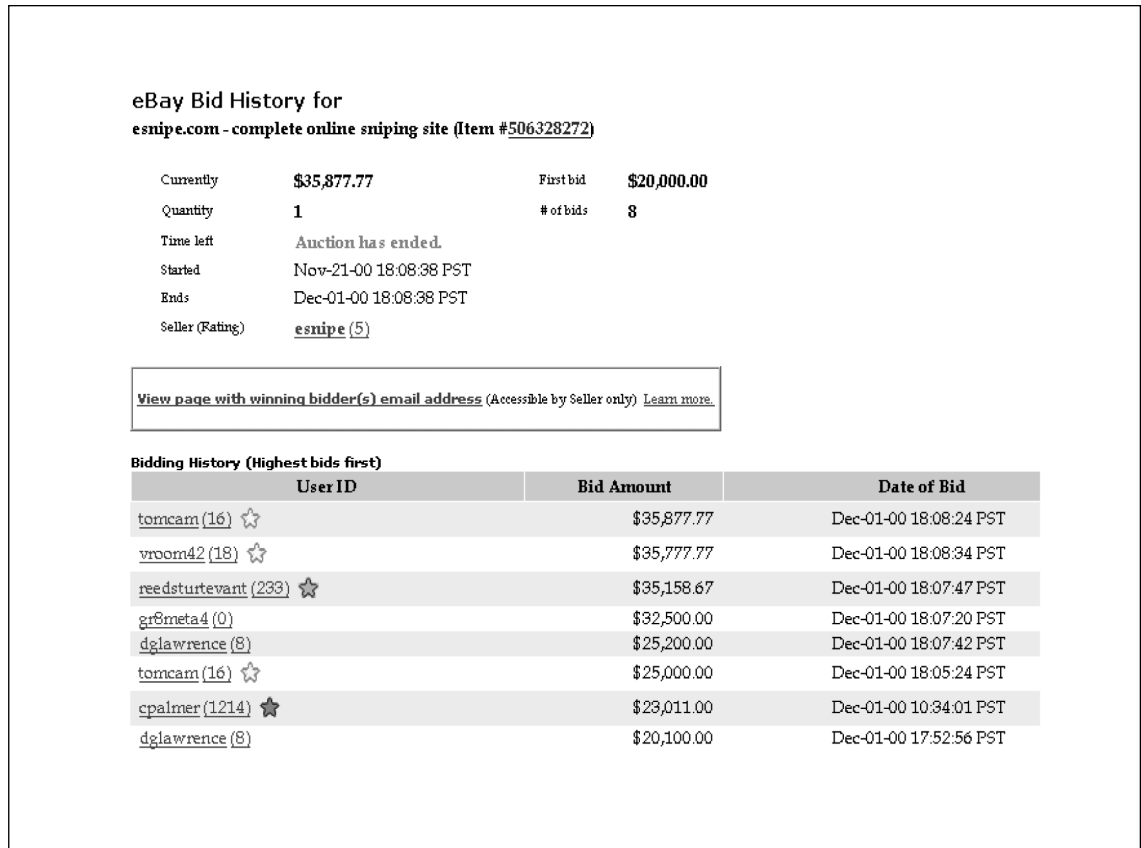 eBay Bid History for
esnipe.com - complete online sniping site (Item #506328272)
Currently $35,877.77 First bid $20,000.00
Quantity 1 # of bids 8
Time left Auction has ended.
Started Nov-21-00 18:08:38 PST
Ends Dec-01-00 18:08:38 PST
Seller (Rating) esnipe (5)
View page with winning bidder(s) email address (Accessible by Seller only) Learn more.
Bidding History (Highest bids first)
User ID Bid Amount Date of Bid
tomcam (16) $35,877.77 Dec-01-00 18:08:24 PST
vroom42 (18) $35,777.77 Dec-01-00 18:08:34 PST
reedsturtevant (233) $35,158.67 Dec-01-00 18:07:47 PST
gr8meta4 (0) $32,500.00 Dec-01-00 18:07:20 PST
dglawrence (8) $25,200.00 Dec-01-00 18:07:42 PST
tomcam (16) $25,000.00 Dec-01-00 18:05:24 PST
cpalmer (1214) $23,011.00 Dec-01-00 10:34:01 PST
dglawrence (8) $20,100.00 Dec-01-00 17:52:56 PST